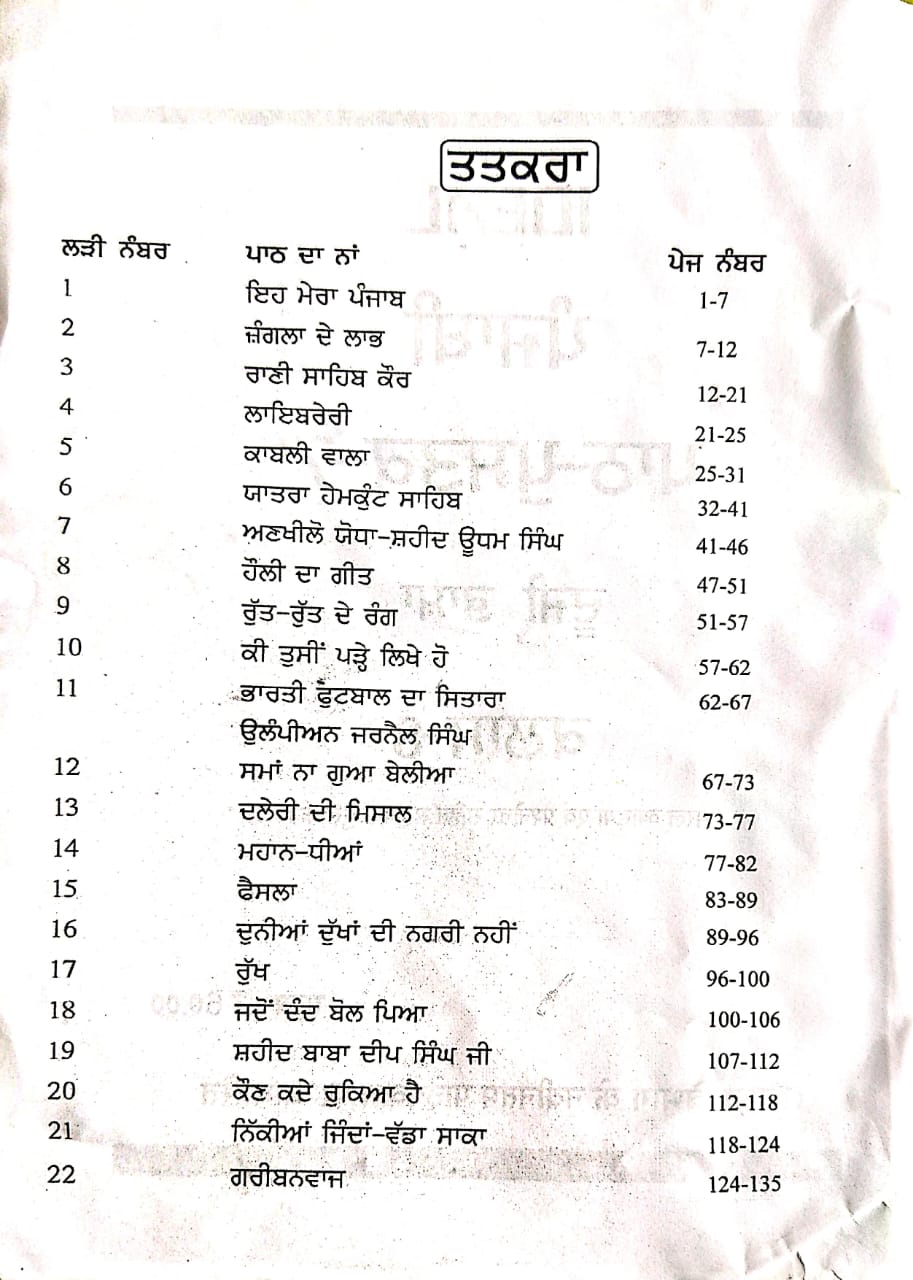 ਤਤਕਰਾ
ਲੜੀ ਨੰਬਰ ਪਾਠ ਦਾ ਨਾਂ ਪੇਜ ਨੰਬਰ
1 ਇਹ ਮੇਰਾ ਪੰਜਾਬ 1-7
2 ਜ਼ੰਗਲਾ ਦੇ ਲਾਭ 7-12
3 ਰਾਣੀ ਸਾਹਿਬ ਕੌਰ 12-21
4 ਲਾਇਬਰੇਰੀ 21-25
5 ਕਾਬਲੀ ਵਾਲਾ 25-31
6 ਯਾਤਰਾ ਹੇਮਕੁੰਟ ਸਾਹਿਬ 32-41
7 ਅਣਖੀਲੋ ਯੋਧਾ-ਸ਼ਹੀਦ ਊਧਮ ਸਿੰਘ 41-46
8 ਹੌਲੀ ਦਾ ਗੀਤ 47-51
9 ਰੁੱਤ-ਰੁੱਤ ਦੇ ਰੰਗ 51-57
10 ਕੀ ਤੁਸੀਂ ਪੜ੍ਹੇ ਲਿਖੇ ਹੋ 57-62
11 ਭਾਰਤੀ ਫੁੱਟਬਾਲ ਦਾ ਸਿਤਾਰਾ 62-67
ਉਲੰਪੀਅਨ ਜਰਨੈਲ ਸਿੰਘ
12 ਸਮਾਂ ਨਾ ਗੁਆ ਬੇਲੀਆ 67-73
13 ਦਲੇਰੀ ਦੀ ਮਿਸਾਲ 73-77
14 ਮਹਾਨ-ਧੀਆਂ 77-82
15 ਫੈਸਲਾ 83-89
16 ਦੁਨੀਆਂ ਦੁੱਖਾਂ ਦੀ ਨਗਰੀ ਨਹੀਂ 89-96
17 ਰੁੱਖ 96-100
18 ਜਦੋਂ ਦੰਦ ਬੋਲ ਪਿਆ 100-106
19 ਸ਼ਹੀਦ ਬਾਬਾ ਦੀਪ ਸਿੰਘ ਜੀ 107-112
20 ਕੌਣ ਕਦੇ ਰੁਕਿਆ ਹੈ 112-118
21 ਨਿੱਕੀਆਂ ਜਿੰਦਾਂ-ਵੱਡਾ ਸਾਕਾ 118-124
22 ਗਰੀਬਨਵਾਜ 124-135